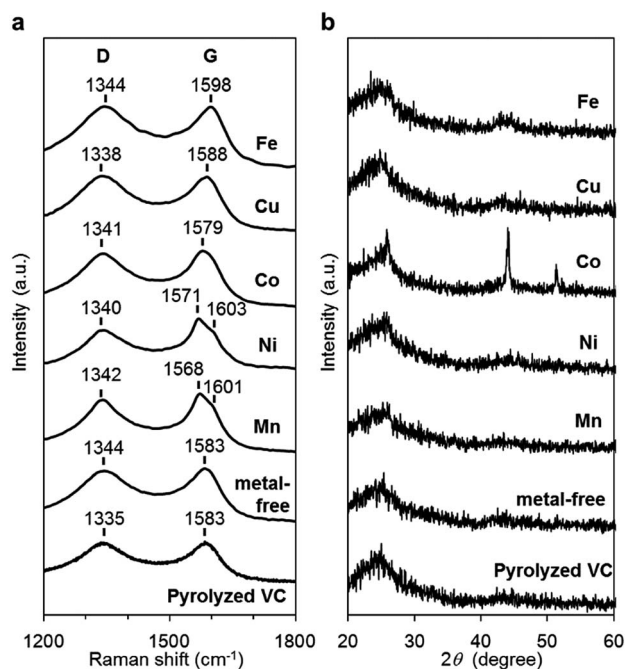 a
D G
1344 1598
Fe
1338 1588
Cu
1341 1579
Co
1340 1571 1603
Ni
1342 1568 1601
Mn
1344 1583
metal-
free
1335 1583
Pyrolyzed VC
Intensity (a.u.)
1200 1400 1600 1800
Raman shift (cm-1)
b
Fe
Cu
Co
Ni
Mn
metal-free
Pyrolyzed VC
Intensity (a.u.)
20 30 40 50 60
2θ (degree)